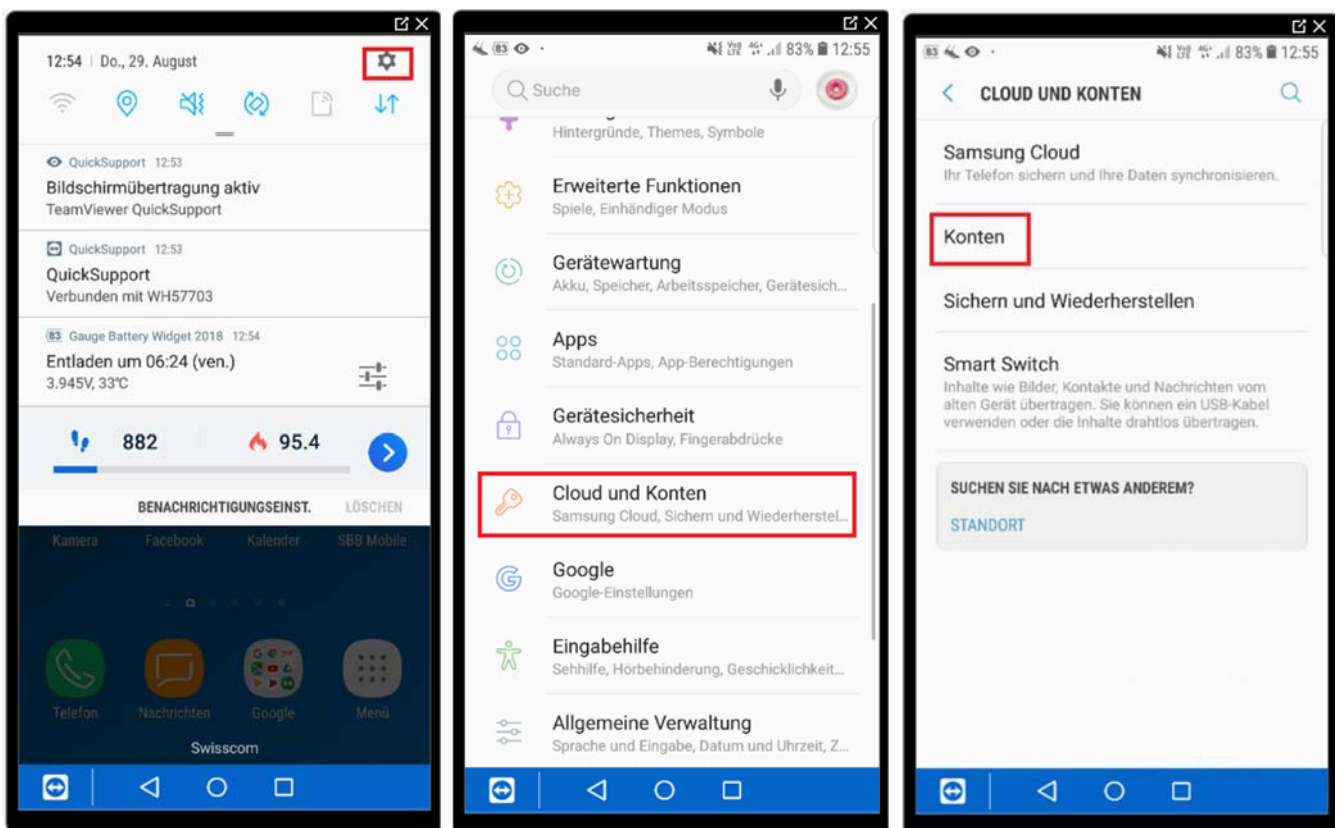 12:54 | Do., 29. August
QuickSupport 12:53
Bildschirmübertragung aktiv
TeamViewer QuickSupport
QuickSupport 12:53
QuickSupport
Verbunden mit WH57703
83 Gauge Battery Widget 2018 12:54
Entladen um 06:24 (ven.)
3.945V, 33°C
882 95.4
BENACHRICHTIGUNGSEINST. LÖSCHEN
Kamera Facebook Kalender SBB Mobile
Telefon Nachrichten Google Menü
Swisscom
83 83% 12:55
Suche
Hintergründe, Themes, Symbole
Erweiterte Funktionen
Spiele, Einhändiger Modus
Gerätewartung
Akku, Speicher, Arbeitsspeicher, Gerätesich...
Apps
Standard-Apps, App-Berechtigungen
Gerätesicherheit
Always On Display, Fingerabdrücke
Cloud und Konten
Samsung Cloud, Sichern und Wiederherstel...
Google
Google-Einstellungen
Eingabehilfe
Sehhilfe, Hörbehinderung, Geschicklichkeit...
Allgemeine Verwaltung
Sprache und Eingabe, Datum und Uhrzeit, Z...
83 83% 12:55
CLOUD UND KONTEN
Samsung Cloud
Ihr Telefon sichern und Ihre Daten synchronisieren.
Konten
Sichern und Wiederherstellen
Smart Switch
Inhalte wie Bilder, Kontakte und Nachrichten vom
alten Gerät übertragen. Sie können ein USB-Kabel
verwenden oder die Inhalte drahtlos übertragen.
SUCHEN SIE NACH ETWAS ANDEREM?
STANDORT